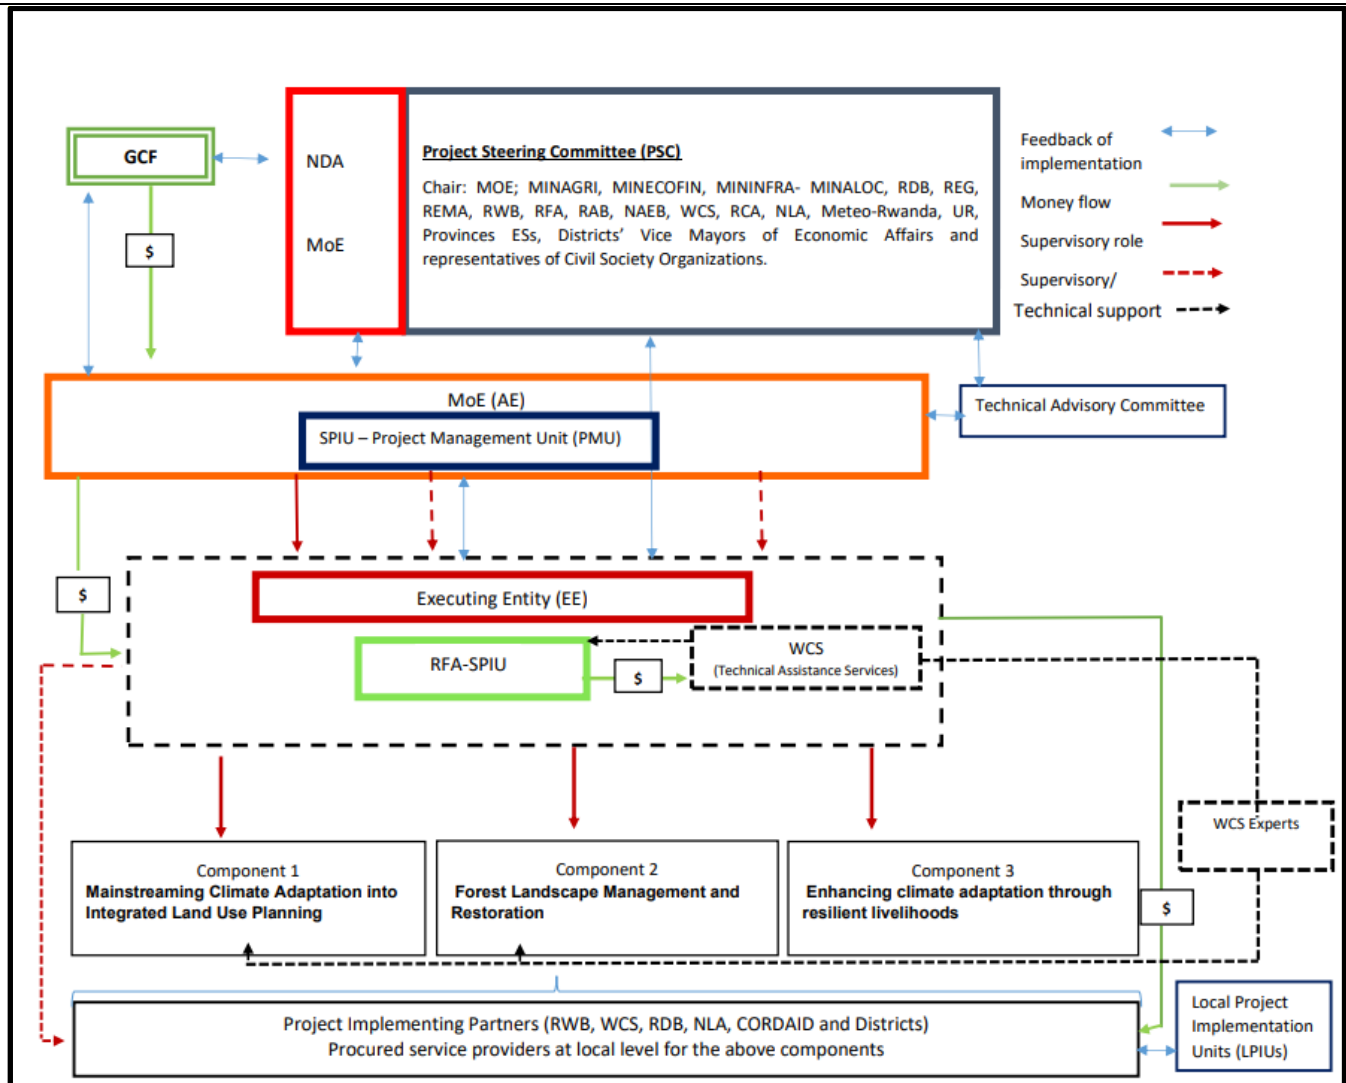 GCF
$
NDA
MoE
Project Steering Committee (PSC)
Chair: MOE; MINAGRI, MINECOFIN, MININFRA- MINALOC, RDB, REG,
REMA, RWB, RFA, RAB, NAEB, WCS, RCA, NLA, Meteo-Rwanda, UR,
Provinces ESs, Districts' Vice Mayors of Economic Affairs and
representatives of Civil Society Organizations.
Feedback of
implementation
Money flow
Supervisory role
Supervisory/
Technical support
MoE (AE)
SPIU – Project Management Unit (PMU)
Technical Advisory Committee
$
Executing Entity (EE)
RFA-SPIU
$
WCS
(Technical Assistance Services)
WCS Experts
Component 1
Mainstreaming Climate Adaptation into
Integrated Land Use Planning
Component 2
Forest Landscape Management and
Restoration
Component 3
Enhancing climate adaptation through
resilient livelihoods
$
Project Implementing Partners (RWB, WCS, RDB, NLA, CORDAID and Districts)
Procured service providers at local level for the above components
Local Project
Implementation
Units (LPIUs)